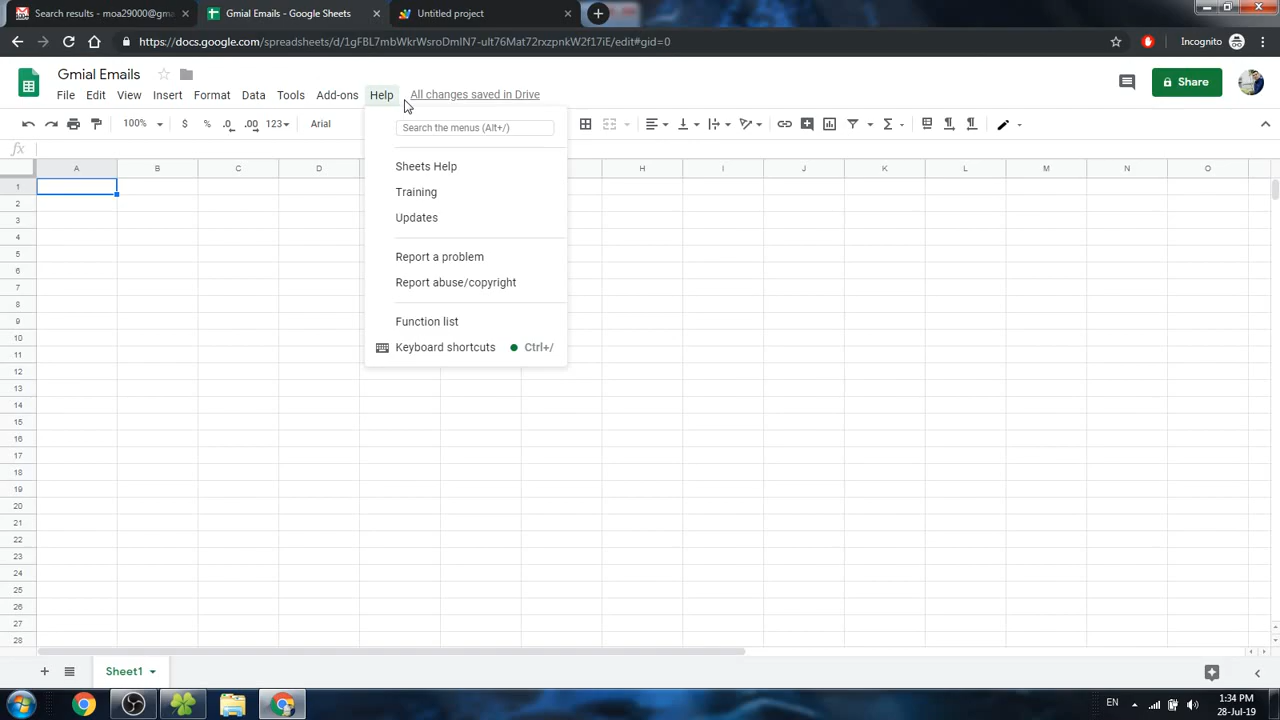 Search results - moa29000@gma
Gmial Emails - Google Sheets
Untitled project
https://docs.google.com/spreadsheets/d/1gFBL7mbWkrWsroDmIN7-ult76Mat72rxzpnkW2f17iE/edit#gid=0
Incognito
Gmial Emails
Share
File Edit View Insert Format Data Tools Add-ons Help All changes saved in Drive
100% $ % .0 .00 123 Arial
Search the menus (Alt+/)
fx
Sheets Help
Training
Updates
Report a problem
Report abuse/copyright
Function list
Keyboard shortcuts Ctrl+/
A B C D H I J K L M N O
1
2
3
4
5
6
7
8
9
10
11
12
13
14
15
16
17
18
19
20
21
22
23
24
25
26
27
28
Sheet1
EN
1:34 PM
28-Jul-19